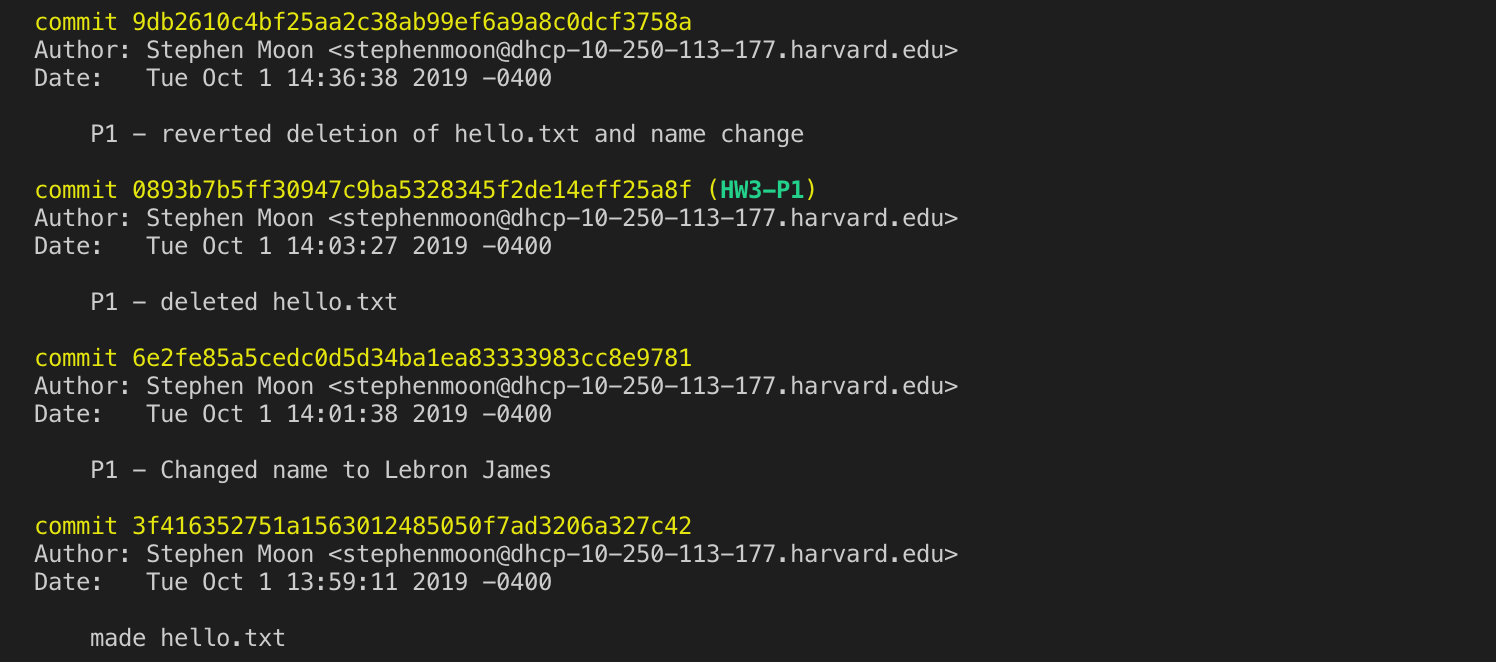 commit 9db2610c4bf25aa2c38ab99ef6a9a8c0dcf3758a
Author: Stephen Moon <stephenmoon@dhcp-10-250-113-177.harvard.edu>
Date:   Tue Oct 1 14:36:38 2019 -0400
P1 - reverted deletion of hello.txt and name change
commit 0893b7b5ff30947c9ba5328345f2de14eff25a8f (HW3-P1)
Author: Stephen Moon <stephenmoon@dhcp-10-250-113-177.harvard.edu>
Date:   Tue Oct 1 14:03:27 2019 -0400
P1 - deleted hello.txt
commit 6e2fe85a5cedc0d5d34ba1ea83333983cc8e9781
Author: Stephen Moon <stephenmoon@dhcp-10-250-113-177.harvard.edu>
Date:   Tue Oct 1 14:01:38 2019 -0400
P1 - Changed name to Lebron James
commit 3f416352751a1563012485050f7ad3206a327c42
Author: Stephen Moon <stephenmoon@dhcp-10-250-113-177.harvard.edu>
Date:   Tue Oct 1 13:59:11 2019 -0400
made hello.txt